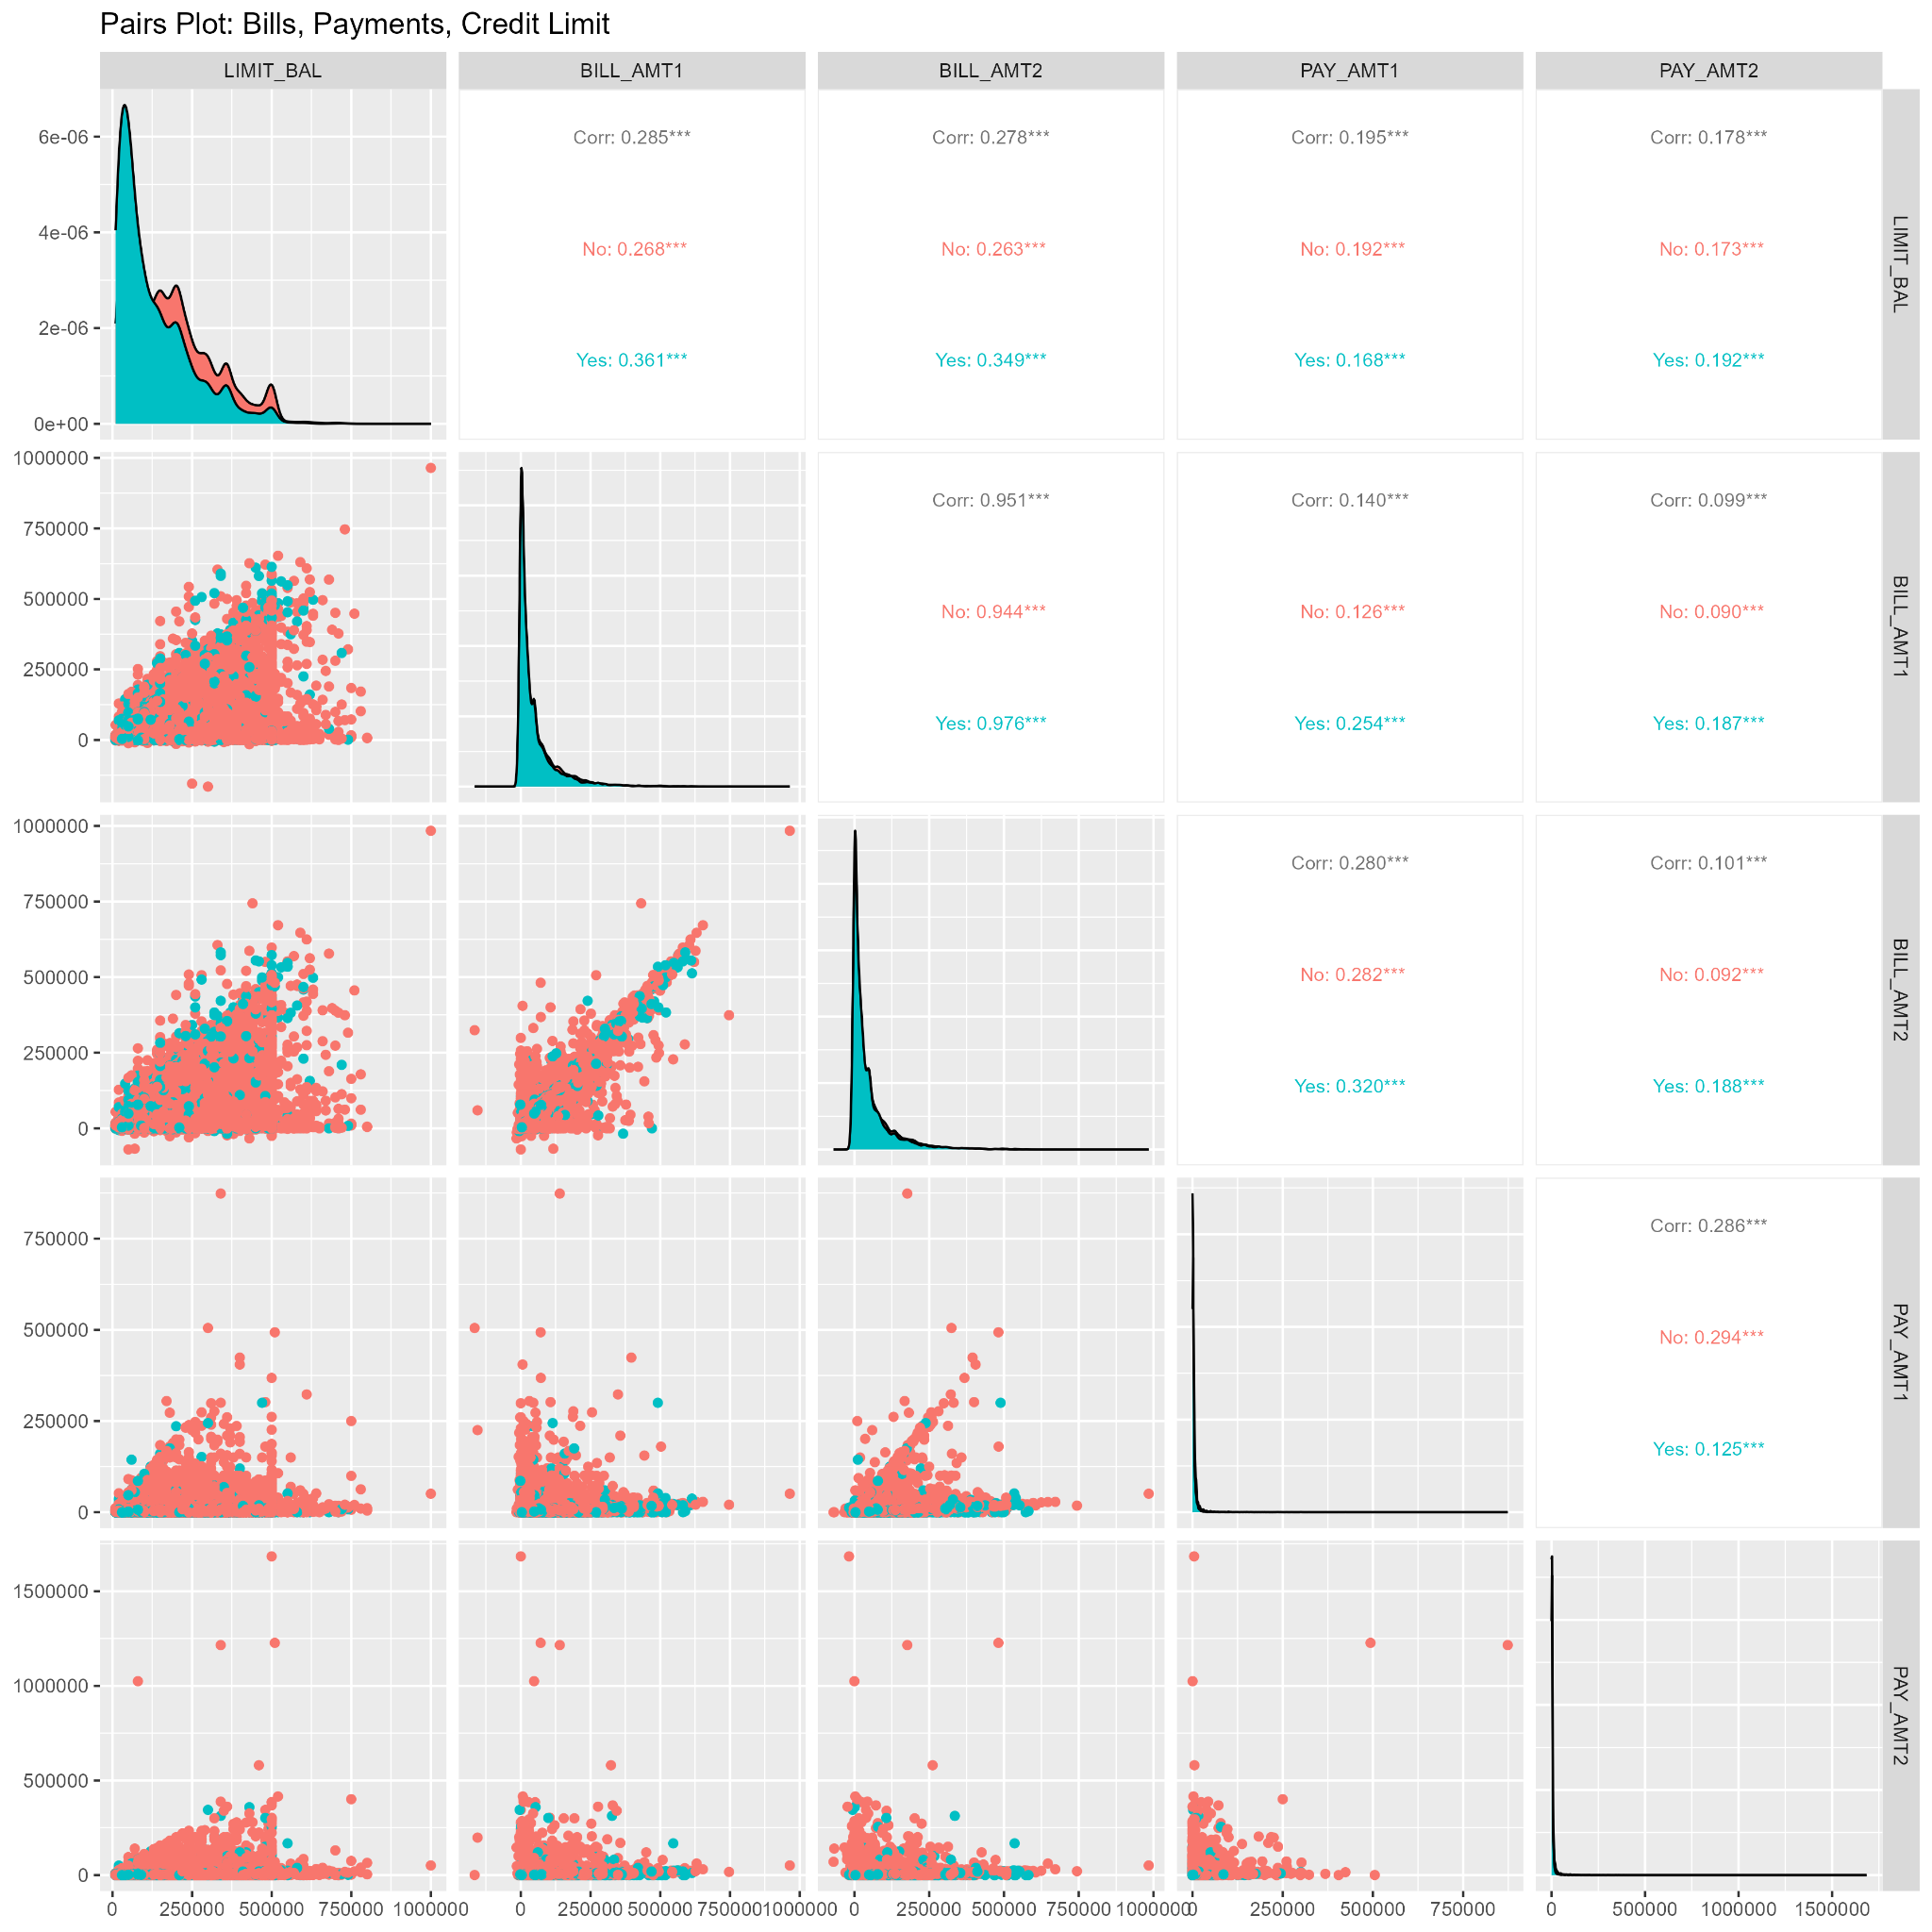 Pairs Plot: Bills, Payments, Credit Limit
LIMIT_BAL BILL_AMT1 BILL_AMT2 PAY_AMT1 PAY_AMT2
6e-06
4e-06
2e-06
0e+00
Corr: 0.285*** Corr: 0.278*** Corr: 0.195*** Corr: 0.178***
No: 0.268*** No: 0.263*** No: 0.192*** No: 0.173***
Yes: 0.361*** Yes: 0.349*** Yes: 0.168*** Yes: 0.192***
LIMIT_BAL
1000000
750000
500000
250000
0
Corr: 0.951*** Corr: 0.140*** Corr: 0.099***
No: 0.944*** No: 0.126*** No: 0.090***
Yes: 0.976*** Yes: 0.254*** Yes: 0.187***
BILL_AMT1
1000000
750000
500000
250000
0
Corr: 0.280*** Corr: 0.101***
No: 0.282*** No: 0.092***
Yes: 0.320*** Yes: 0.188***
BILL_AMT2
750000
500000
250000
0
Corr: 0.286***
No: 0.294***
Yes: 0.125***
PAY_AMT1
1500000
1000000
500000
0
PAY_AMT2
0 250000 500000 750000 1000000 0 250000 500000 750000 1000000 0 250000 500000 750000 1000000 0 250000 500000 750000 0 500000 1000000 1500000